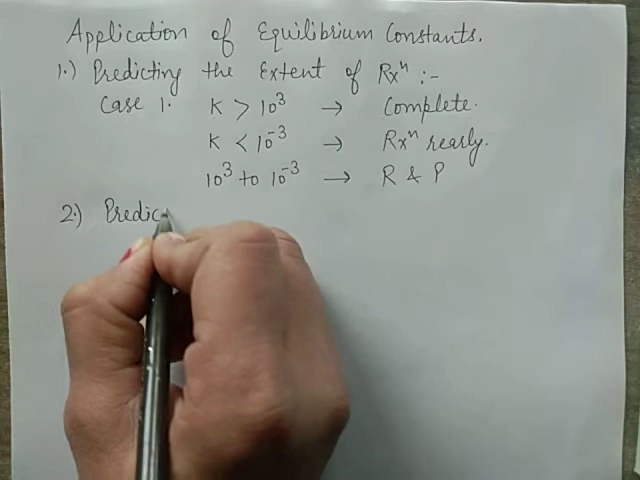 Application of Equilibrium Constants.
1.) Predicting the Extent of Rxⁿ :-
Case 1. K > 10³ → Complete.
K < 10⁻³ → Rxⁿ rearly.
10³ to 10⁻³ → R & P
2.) Predic